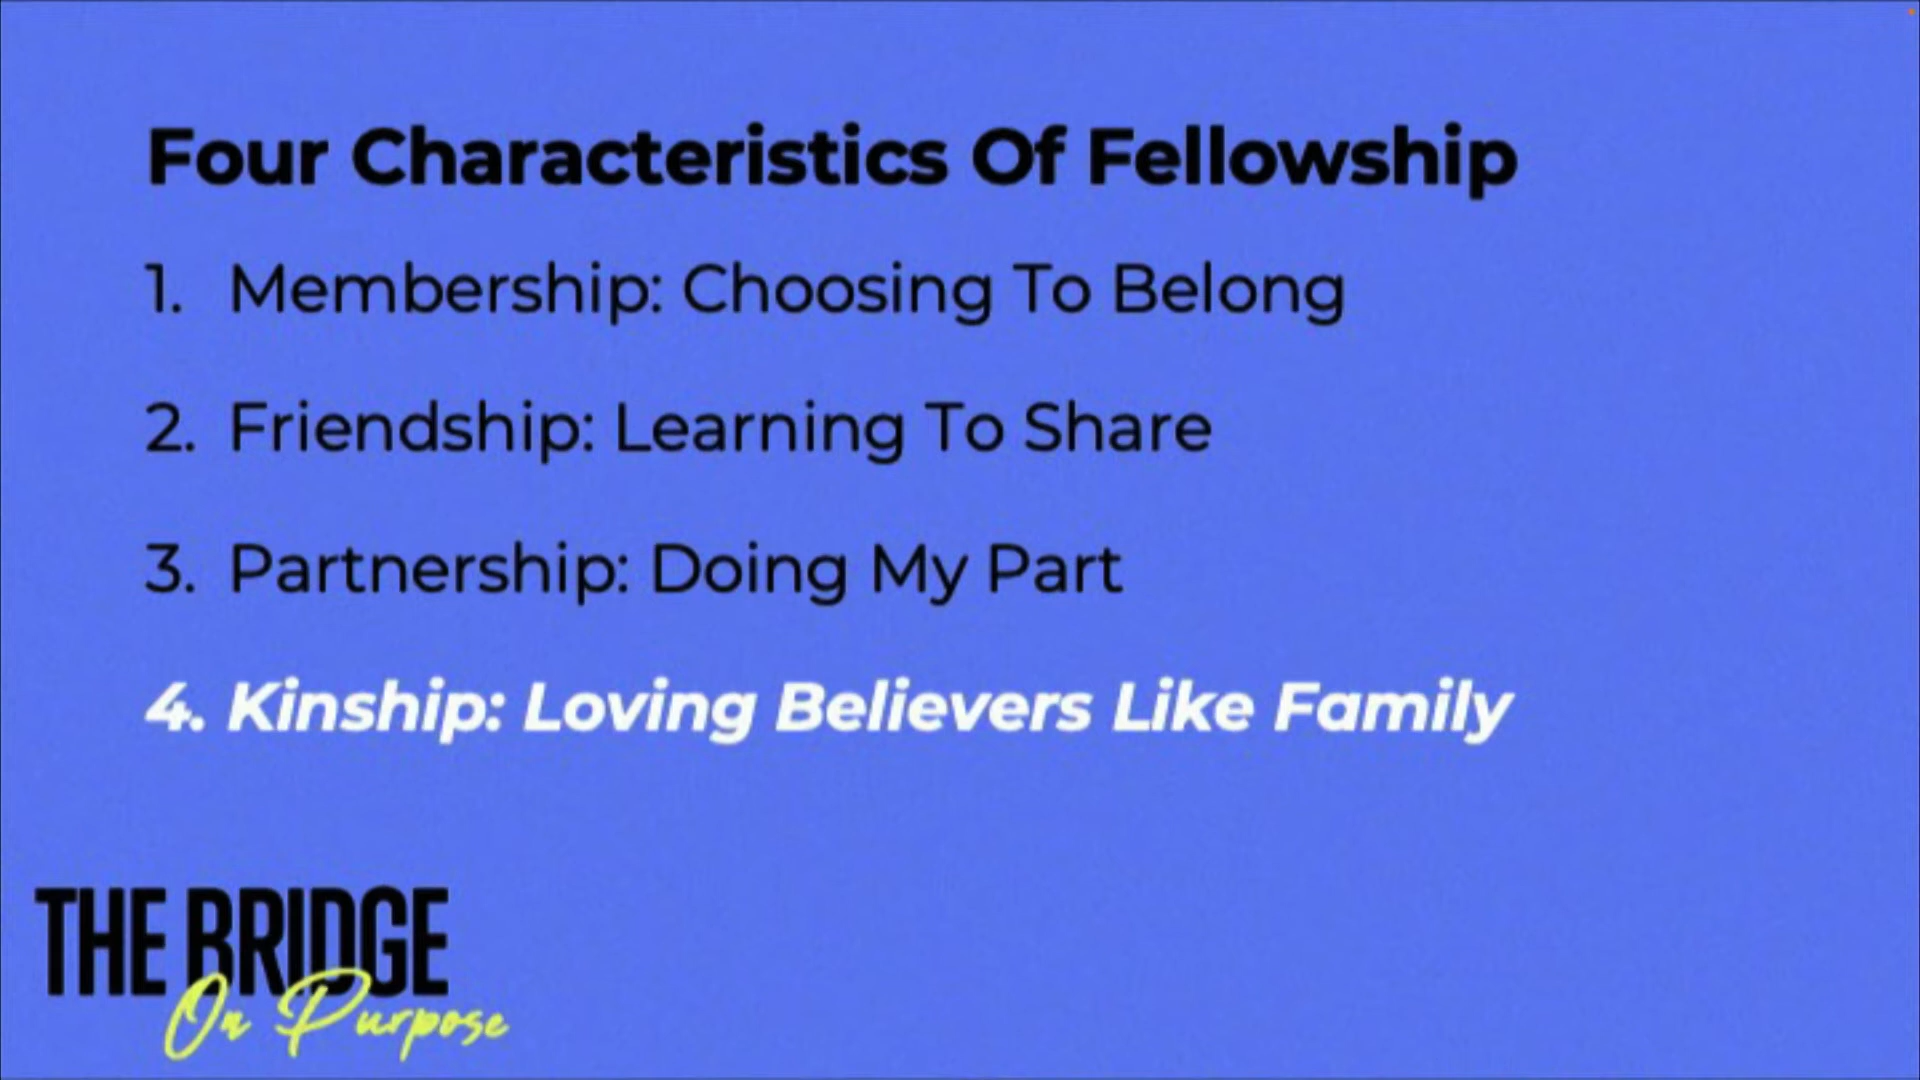 Four Characteristics Of Fellowship
1. Membership: Choosing To Belong
2. Friendship: Learning To Share
3. Partnership: Doing My Part
4. Kinship: Loving Believers Like Family
THE BRIDGE
On Purpose